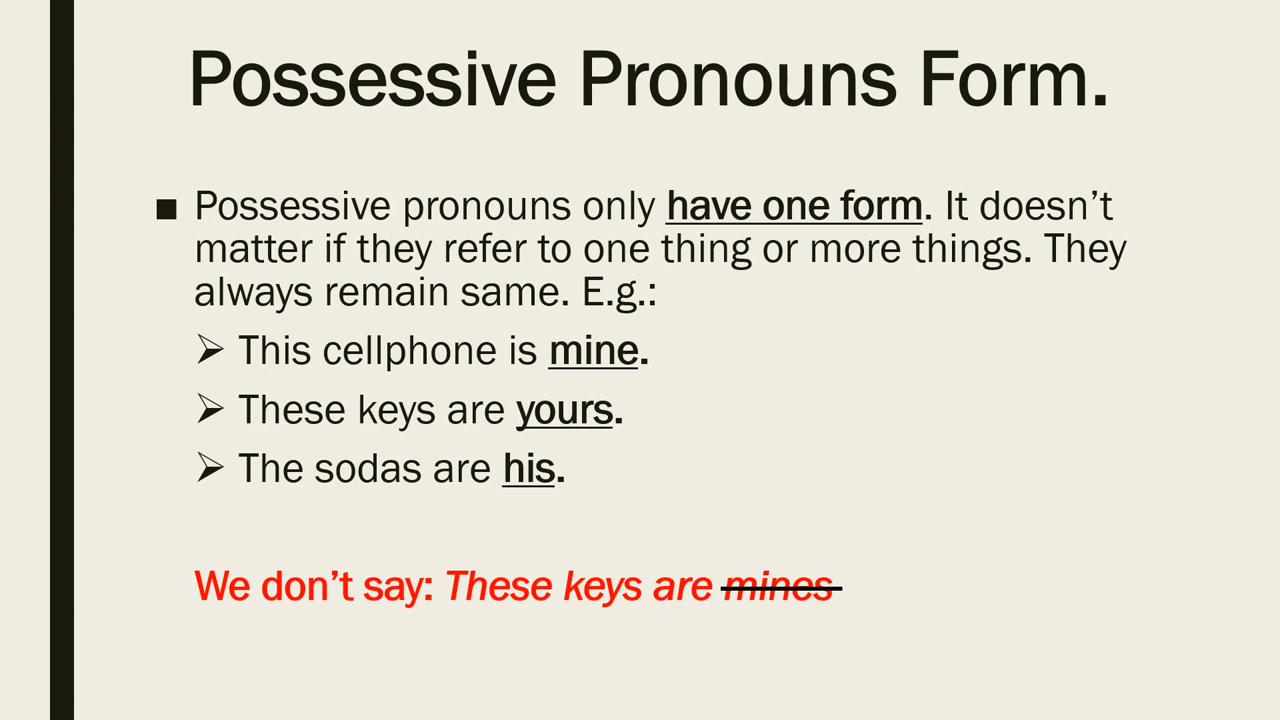 Possessive Pronouns Form.
■ Possessive pronouns only have one form. It doesn’t
matter if they refer to one thing or more things. They
always remain same. E.g.:
➢ This cellphone is mine.
➢ These keys are yours.
➢ The sodas are his.
We don’t say: These keys are mines